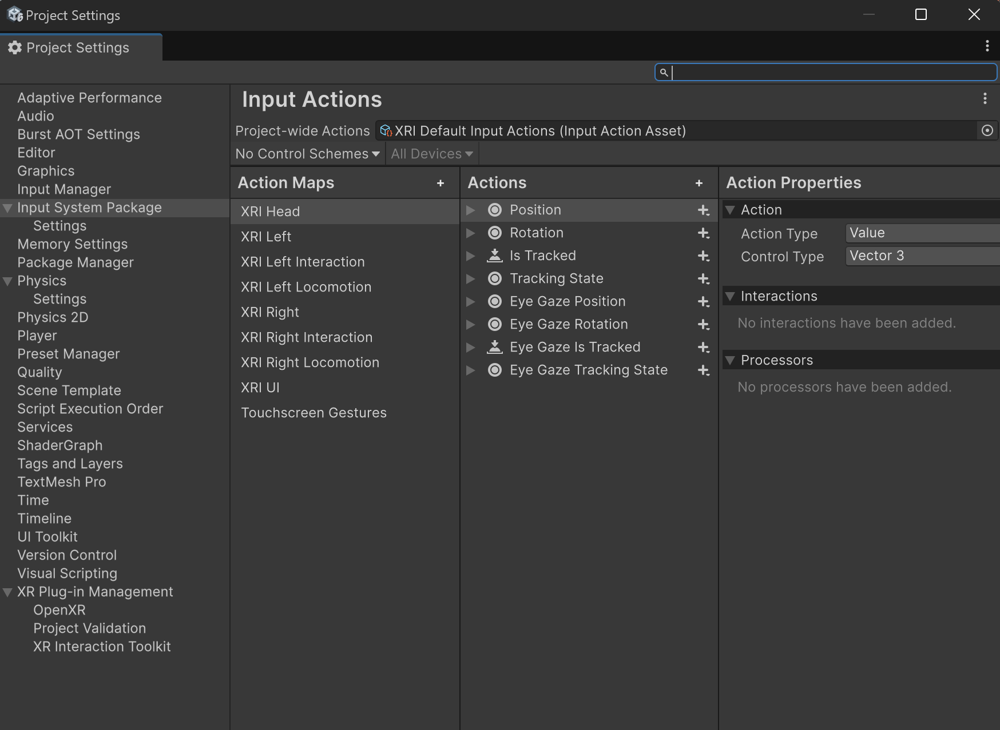 Project Settings
Project Settings
Adaptive Performance
Audio
Burst AOT Settings
Editor
Graphics
Input Manager
Input System Package
Settings
Memory Settings
Package Manager
Physics
Settings
Physics 2D
Player
Preset Manager
Quality
Scene Template
Script Execution Order
Services
ShaderGraph
Tags and Layers
TextMesh Pro
Time
Timeline
UI Toolkit
Version Control
Visual Scripting
XR Plug-in Management
OpenXR
Project Validation
XR Interaction Toolkit
Input Actions
Project-wide Actions XRI Default Input Actions (Input Action Asset)
No Control Schemes All Devices
Action Maps +
XRI Head
XRI Left
XRI Left Interaction
XRI Left Locomotion
XRI Right
XRI Right Interaction
XRI Right Locomotion
XRI UI
Touchscreen Gestures
Actions +
Position
Rotation
Is Tracked
Tracking State
Eye Gaze Position
Eye Gaze Rotation
Eye Gaze Is Tracked
Eye Gaze Tracking State
Action Properties
Action
Action Type Value
Control Type Vector 3
Interactions
No interactions have been added.
Processors
No processors have been added.